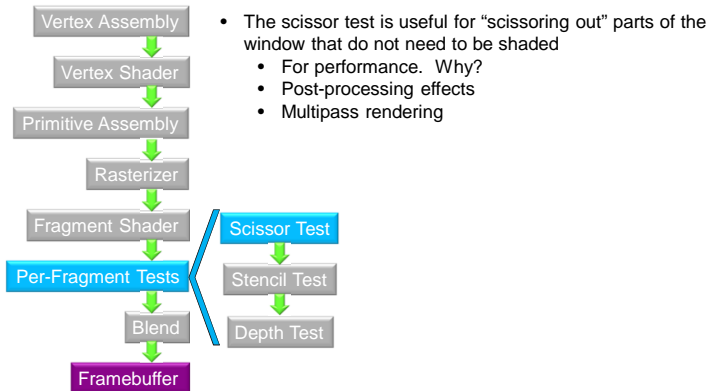 Vertex Assembly
Vertex Shader
Primitive Assembly
Rasterizer
Fragment Shader
Per-Fragment Tests
Blend
Framebuffer
Scissor Test
Stencil Test
Depth Test
• The scissor test is useful for “scissoring out” parts of the
window that do not need to be shaded
• For performance. Why?
• Post-processing effects
• Multipass rendering